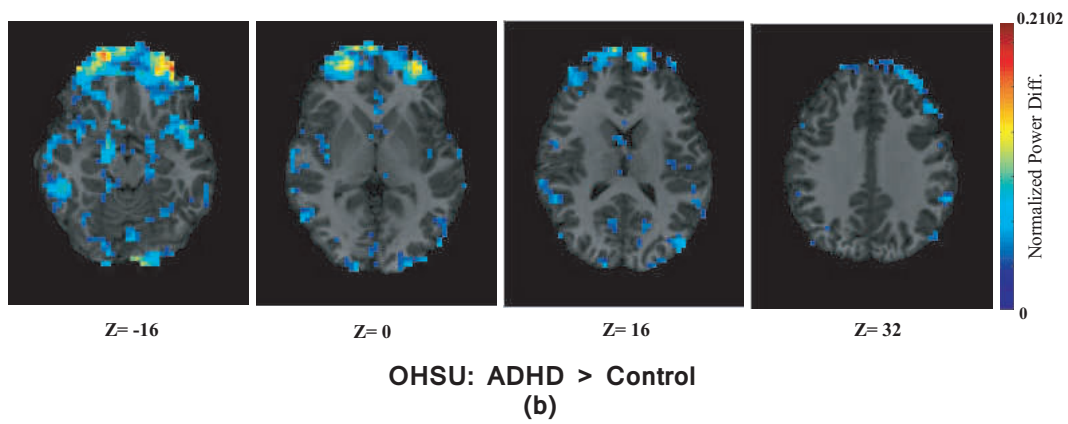 0.2102
Normalized Power Diff.
0
Z= -16
Z= 0
Z= 16
Z= 32
OHSU: ADHD > Control
(b)